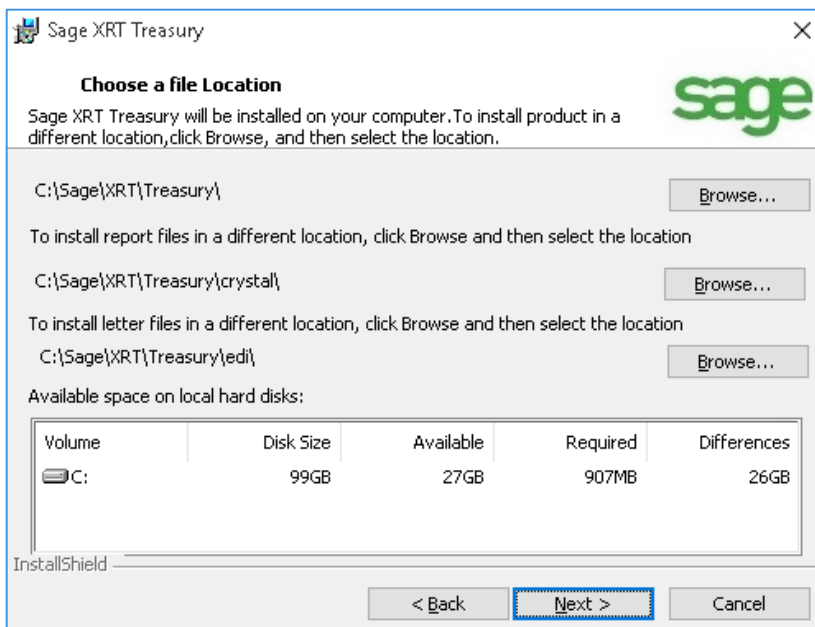 Sage XRT Treasury
Choose a file Location
sage
Sage XRT Treasury will be installed on your computer.To install product in a
different location,click Browse, and then select the location.
C:\Sage\XRT\Treasury\
Browse...
To install report files in a different location, click Browse and then select the location
C:\Sage\XRT\Treasury\crystal\
Browse...
To install letter files in a different location, click Browse and then select the location
C:\Sage\XRT\Treasury\edi\
Browse...
Available space on local hard disks:
Volume Disk Size Available Required Differences
C: 99GB 27GB 907MB 26GB
InstallShield
< Back Next > Cancel